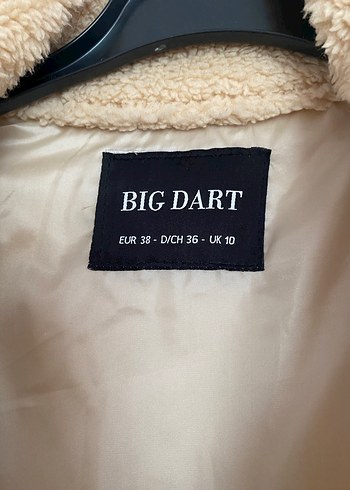 BIG DART
EUR 38 - D/CH 36 - UK 10